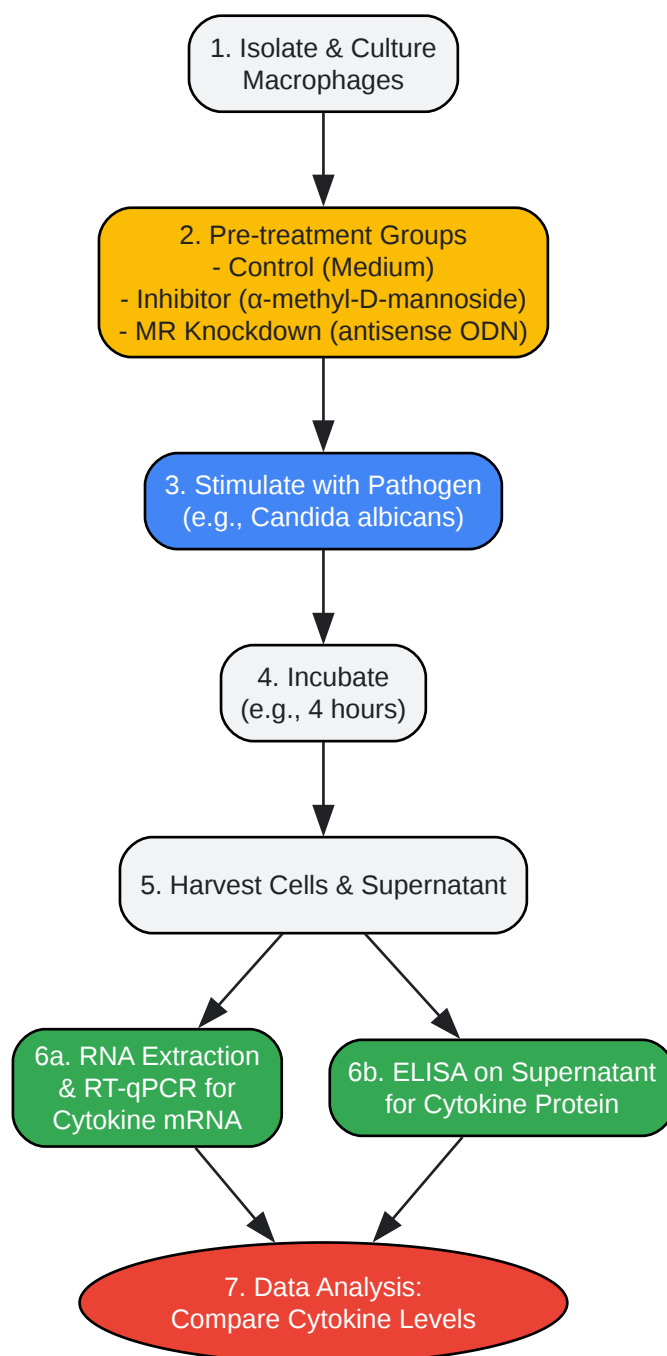 1. Isolate & Culture
Macrophages
2. Pre-treatment Groups
- Control (Medium)
- Inhibitor (α-methyl-D-mannoside)
- MR Knockdown (antisense ODN)
3. Stimulate with Pathogen
(e.g., Candida albicans)
4. Incubate
(e.g., 4 hours)
5. Harvest Cells & Supernatant
6a. RNA Extraction
& RT-qPCR for
Cytokine mRNA
6b. ELISA on Supernatant
for Cytokine Protein
7. Data Analysis:
Compare Cytokine Levels